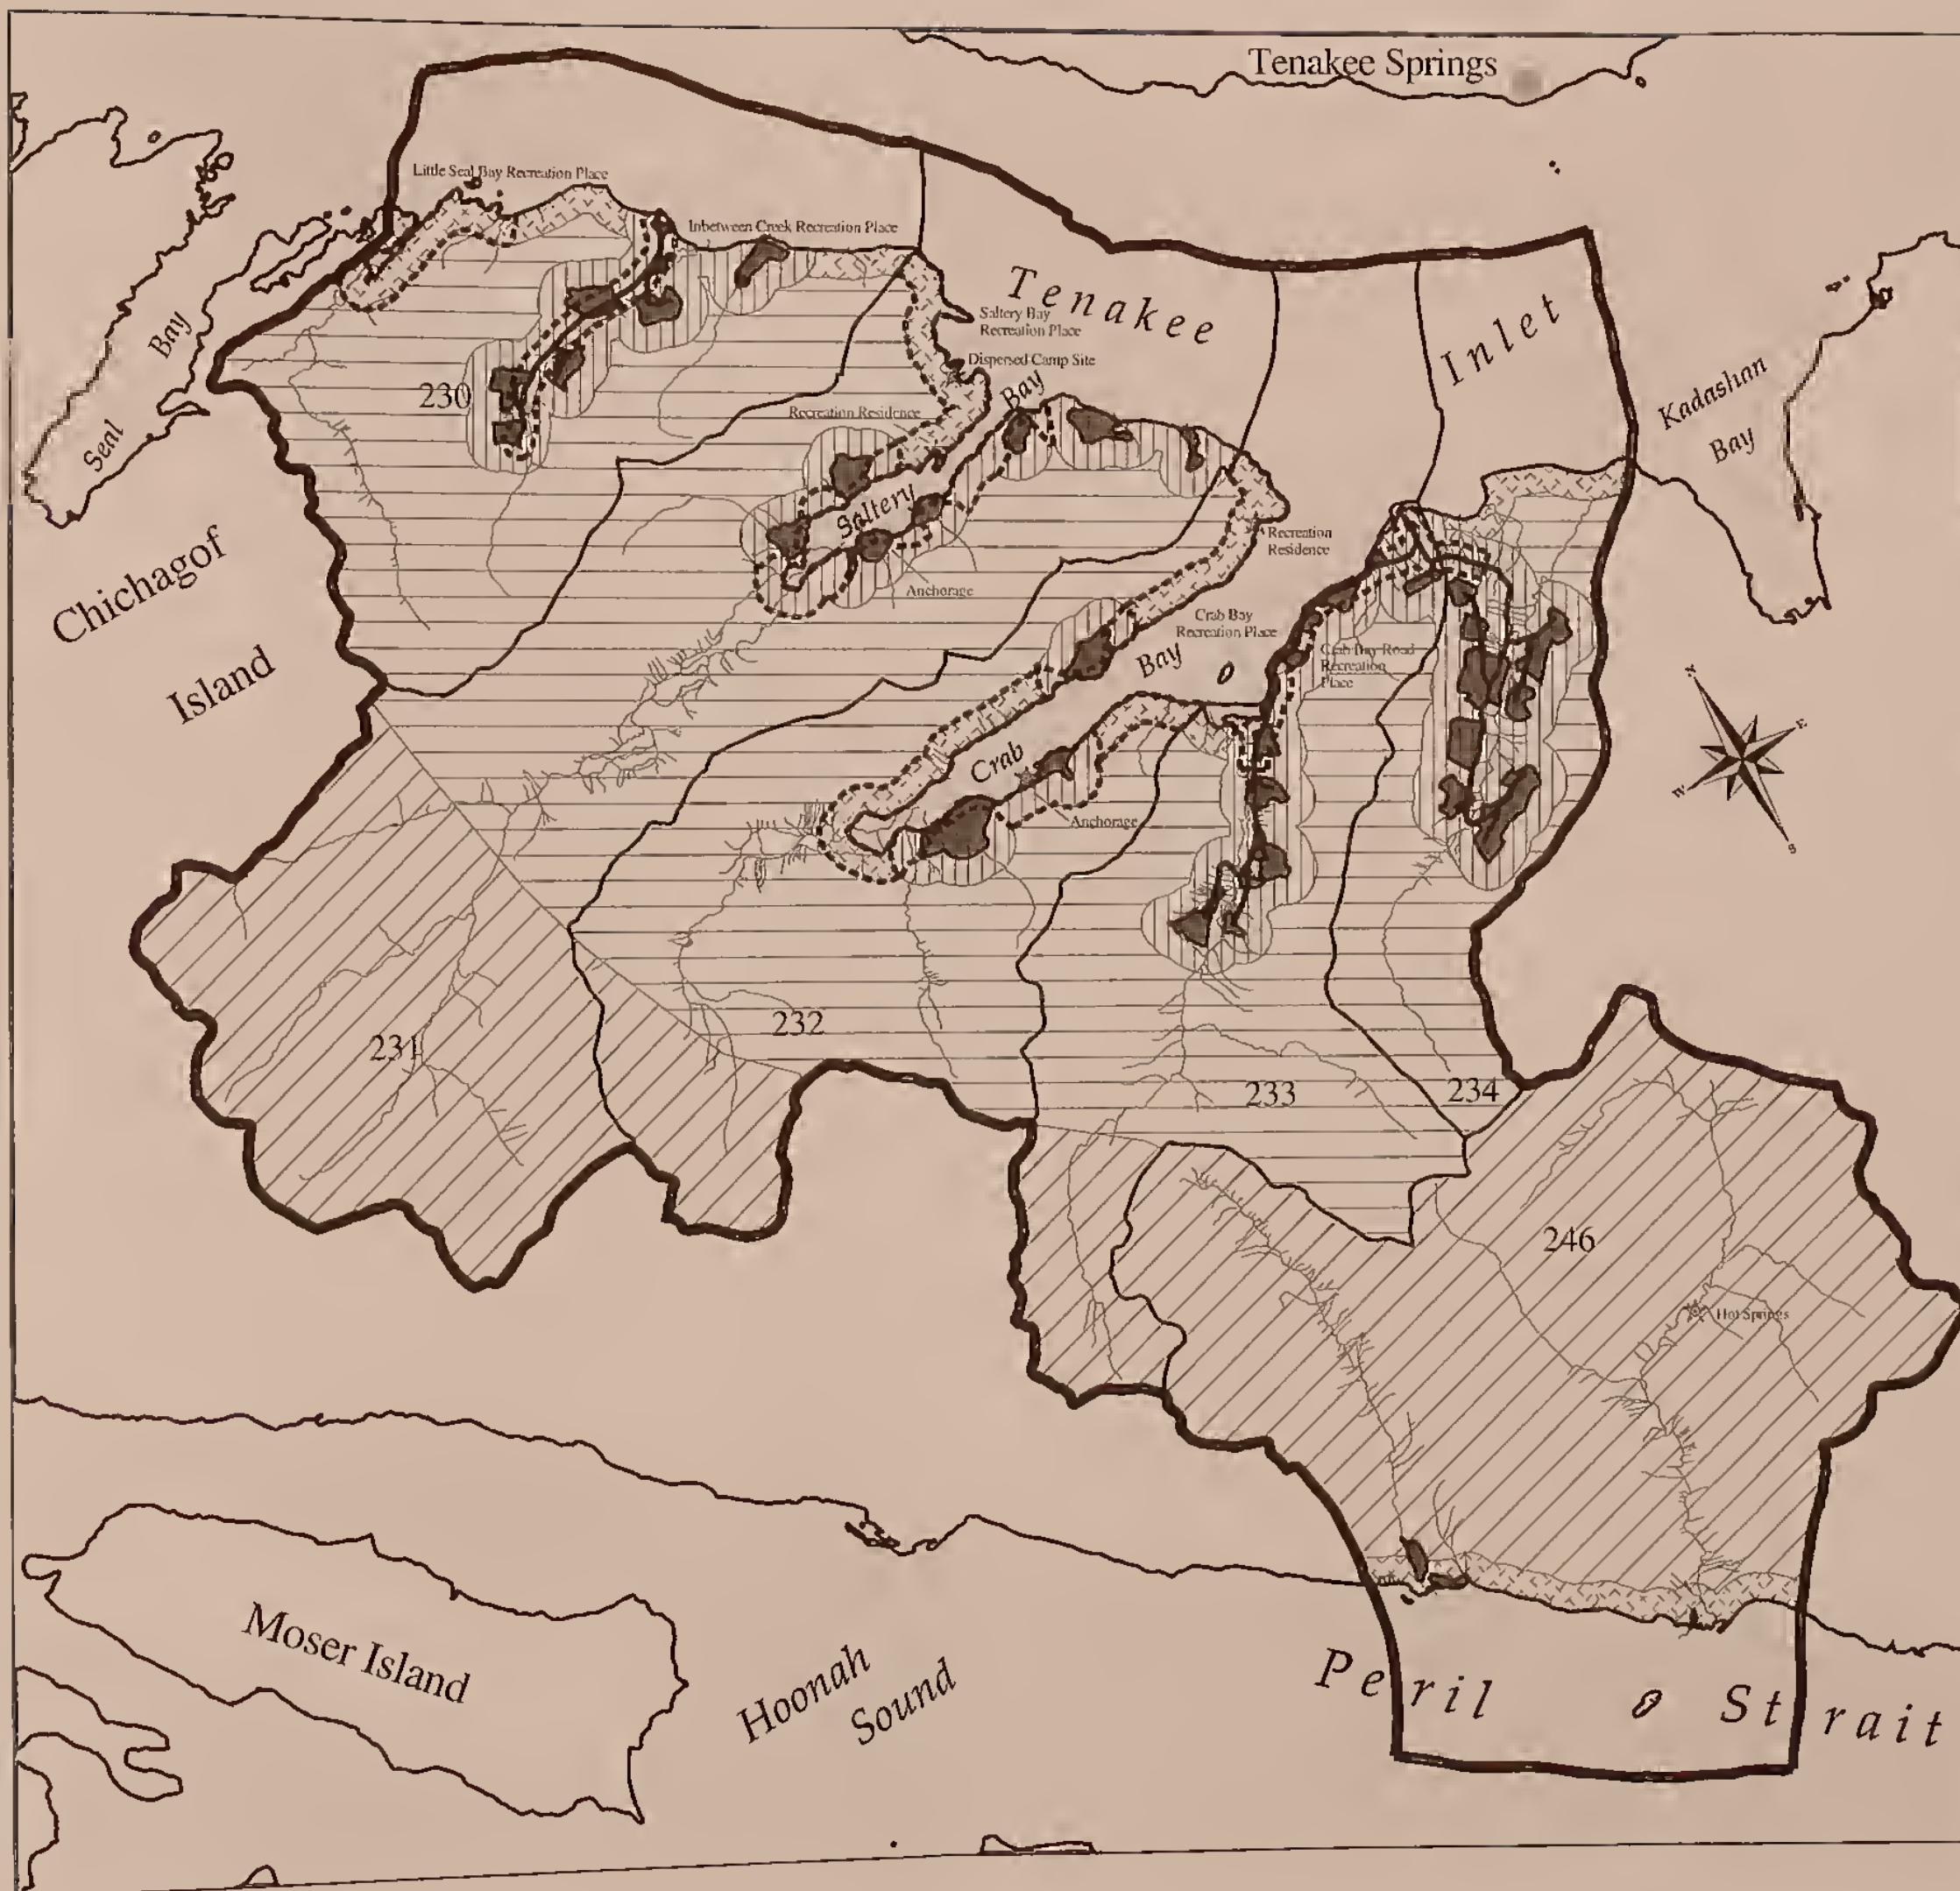 Tenakee Springs
Little Seal Bay Recreation Place
Inbetween Creek Recreation Place
Tenakee
Inlet
Saltery Bay
Recreation Place
Dispersed Camp Site
Bay
Seal
Bay
Kadashan
Bay
230
Recreation Residence
Saltery
Recreation
Residence
Chichagof
Island
Anchorage
Crab Bay
Recreation Place
Bay
Crab Bay Road
Recreation
Place
N
E
W
S
Crab
Anchorage
231
232
233
234
246
Hot Springs
Moser Island
Hoonah
Sound
Peril Strait